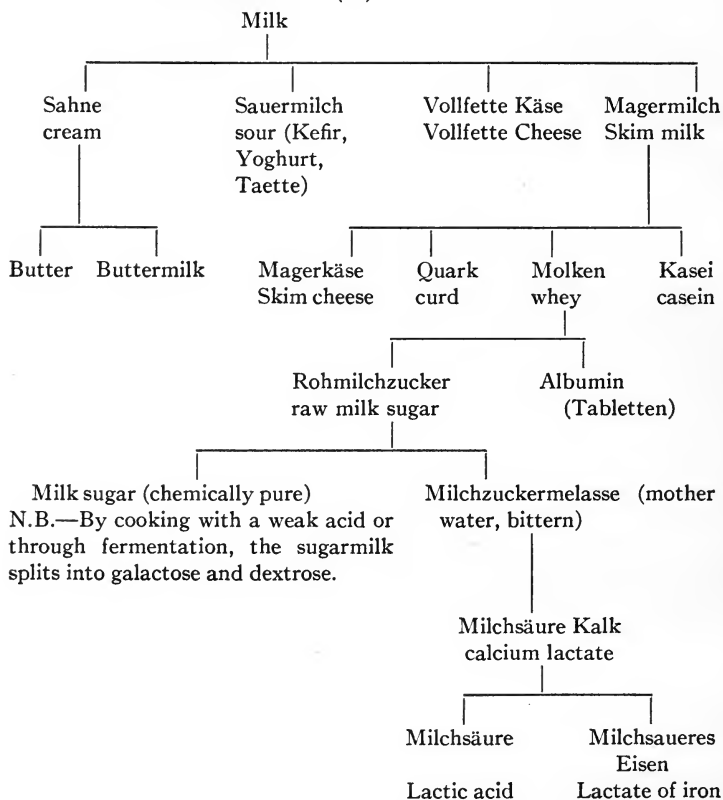 Milk
Sahne
cream
Sauermilch
sour (Kefir,
Yoghurt,
Taette)
Vollfette Käse
Vollfette Cheese
Magermilch
Skim milk
Butter
Buttermilk
Magerkäse
Skim cheese
Quark
curd
Molken
whey
Kasei
casein
Rohmilchzucker
raw milk sugar
Albumin
(Tabletten)
Milk sugar (chemically pure)
N.B.—By cooking with a weak acid or
through fermentation, the sugarmilk
splits into galactose and dextrose.
Milchzuckermelasse (mother
water, bittern)
Milchsäure Kalk
calcium lactate
Milchsäure
Lactic acid
Milchsaueres
Eisen
Lactate of iron